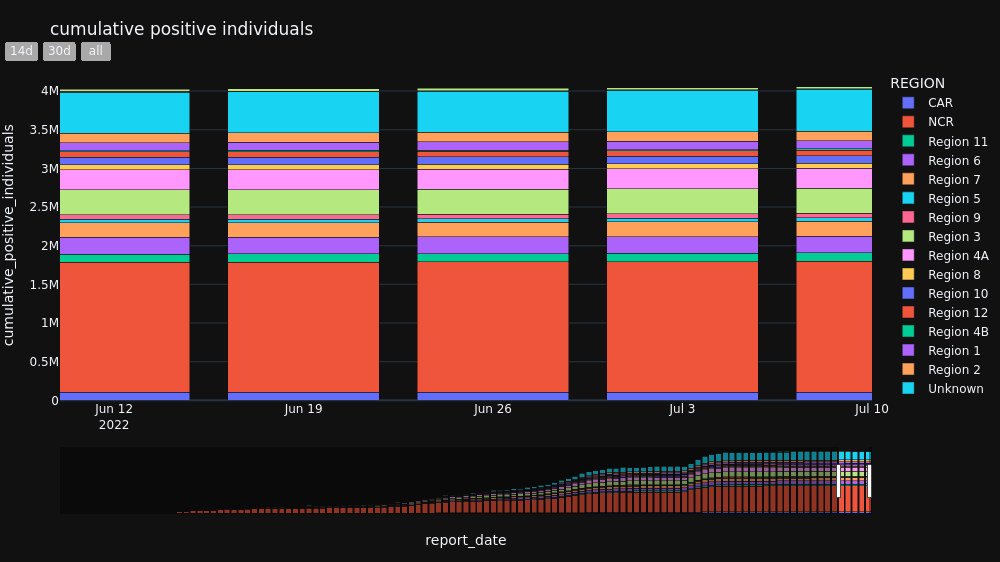 cumulative positive individuals
14d 30d all
cumulative_positive_individuals
4M
3.5M
3M
2.5M
2M
1.5M
1M
0.5M
0
Jun 12 Jun 19 Jun 26 Jul 3 Jul 10
2022
report_date
REGION
CAR
NCR
Region 11
Region 6
Region 7
Region 5
Region 9
Region 3
Region 4A
Region 8
Region 10
Region 12
Region 4B
Region 1
Region 2
Unknown